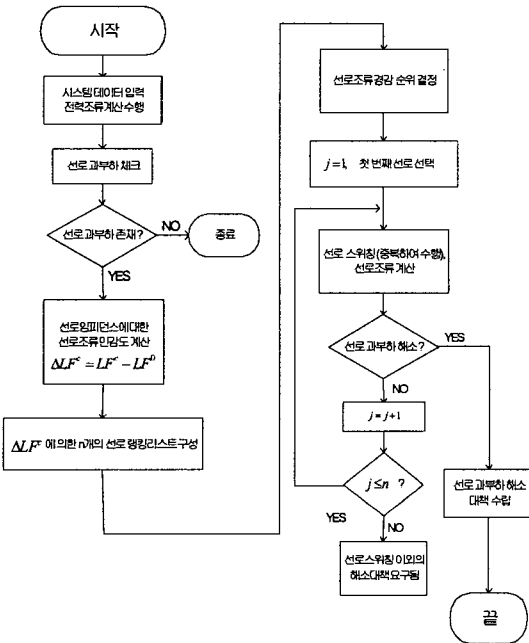 시작
시스템 데이터 입력
전력조류계산 수행
선로 과부하 체크
선로 과부하 존재?
NO
종료
YES
선로임피던스에 대한
선로조류민감도 계산
ΔLFᶜ = LFᶜ − LFᴰ
ΔLFᶜ 에 의한 n개의 선로 랭킹리스트 구성
선로조류경감 순위 결정
j = 1, 첫 번째 선로 선택
선로 스위칭(중복하여 수행),
선로조류 계산
선로 과부하 해소?
YES
NO
j = j + 1
j ≤ n ?
YES
NO
선로스위칭 이외의
해소대책 요구됨
선로 과부하 해소
대책 수립
끝